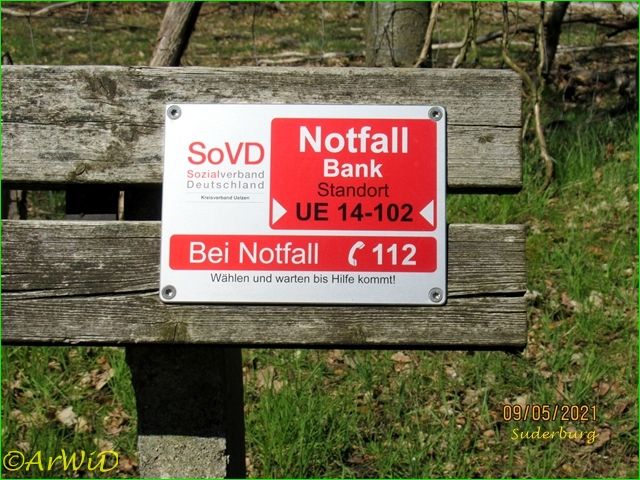 SoVD
Sozialverband
Deutschland
Kreisverband Uelzen
Notfall
Bank
Standort
UE 14-102
Bei Notfall 112
Wählen und warten bis Hilfe kommt!
09/05/2021
Suderburg
©ArWiD